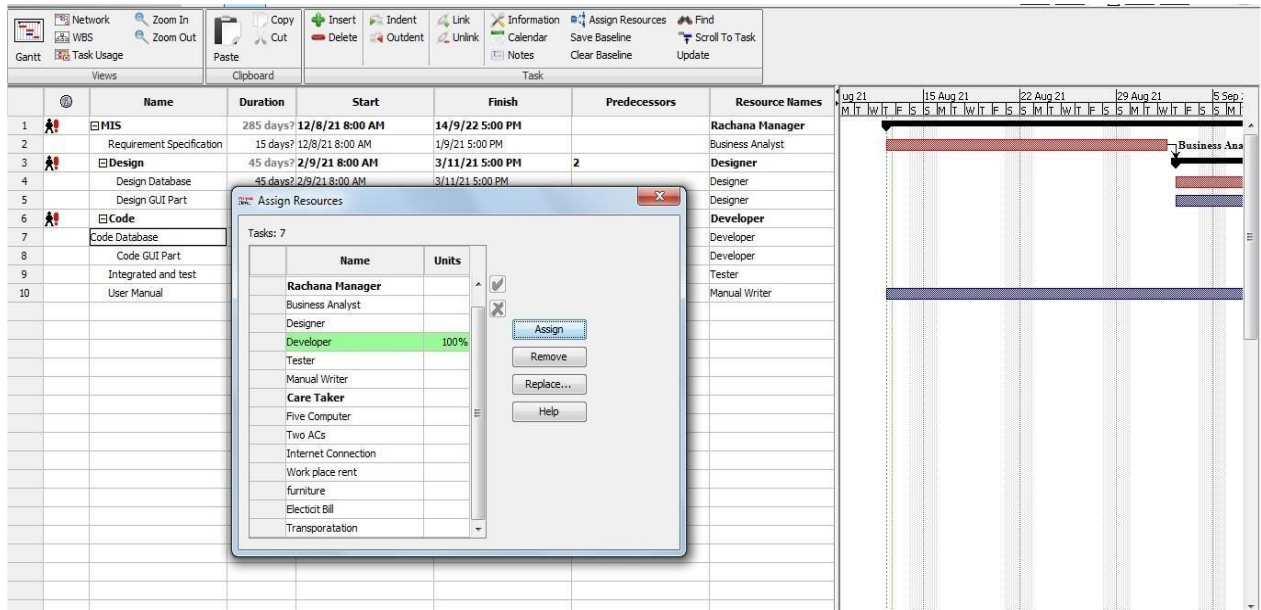 Network Zoom In Copy Insert Indent Link Information Assign Resources Find
WBS Zoom Out Cut Delete Outdent Unlink Calendar Save Baseline Scroll To Task
Gantt Task Usage Paste Notes Clear Baseline Update
Views Clipboard Task
Name Duration Start Finish Predecessors Resource Names
ug 21 15 Aug 21 22 Aug 21 29 Aug 21 5 Sep
M T W T F S S M T W T F S S M T W T F S S M T W T F S S M T
1 MIS 285 days? 12/8/21 8:00 AM 14/9/22 5:00 PM Rachana Manager
2 Requirement Specification 15 days? 12/8/21 8:00 AM 1/9/21 5:00 PM Business Analyst Business Ana
3 Design 45 days? 2/9/21 8:00 AM 3/11/21 5:00 PM 2 Designer
4 Design Database 45 days? 2/9/21 8:00 AM 3/11/21 5:00 PM Designer
5 Design GUI Part Designer
6 Code Developer
7 Code Database Developer
8 Code GUI Part Developer
9 Integrated and test Tester
10 User Manual Manual Writer
Assign Resources
Tasks: 7
Name Units
Rachana Manager
Business Analyst
Designer
Developer 100%
Tester
Manual Writer
Care Taker
Five Computer
Two ACs
Internet Connection
Work place rent
furniture
Electicit Bill
Transporatation
Assign
Remove
Replace...
Help